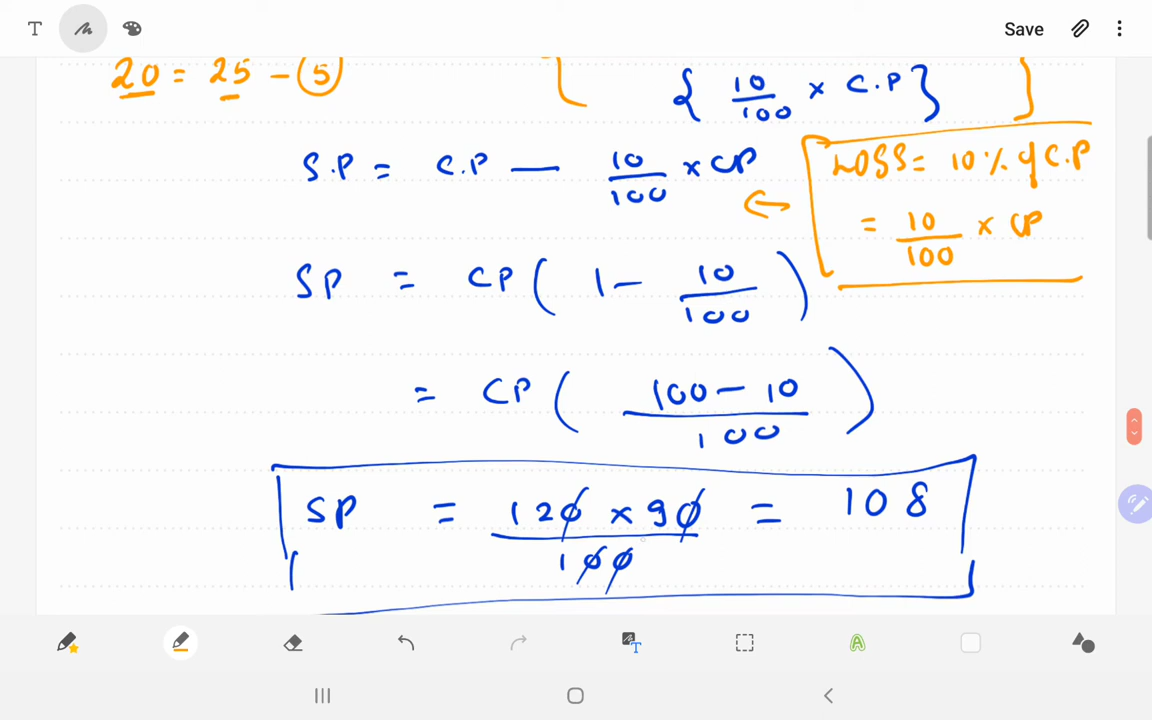 T Save
20 = 25 - (5)
{ 10/100 × C.P }
S.P = C.P — 10/100 × CP
LOSS = 10% of C.P
= 10/100 × CP
SP = CP ( 1 - 10/100 )
= CP ( 100 - 10 / 100 )
SP = 120 × 90 / 100 = 108
T
A